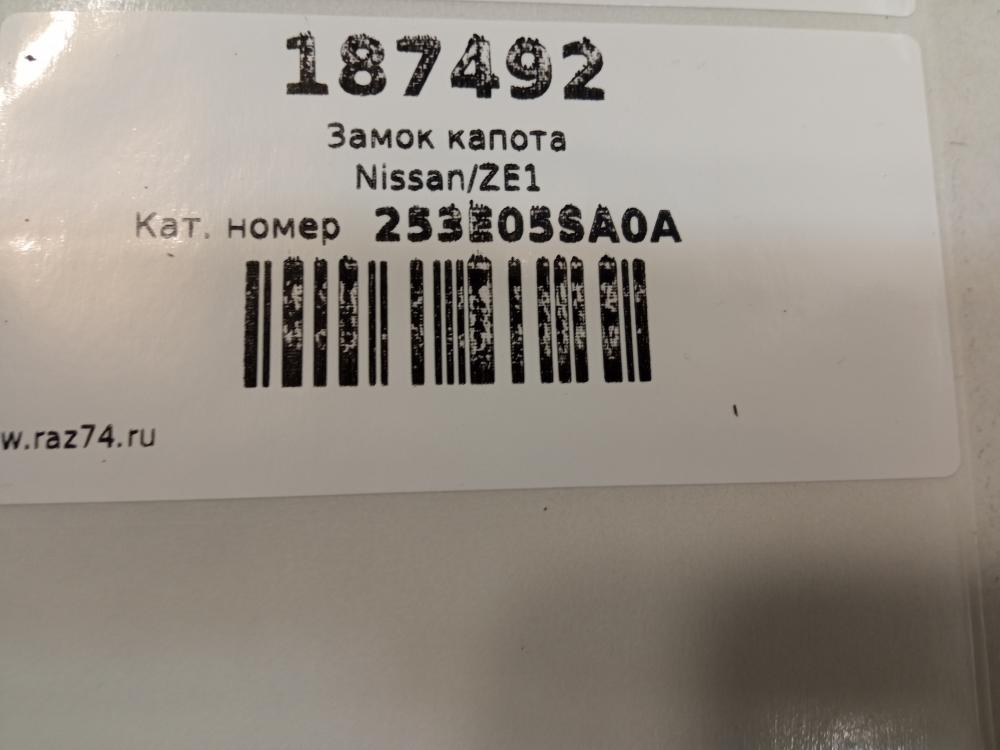 187492
Замок капота
Nissan/ZE1
Кат. номер 253E05SA0A
w.raz74.ru